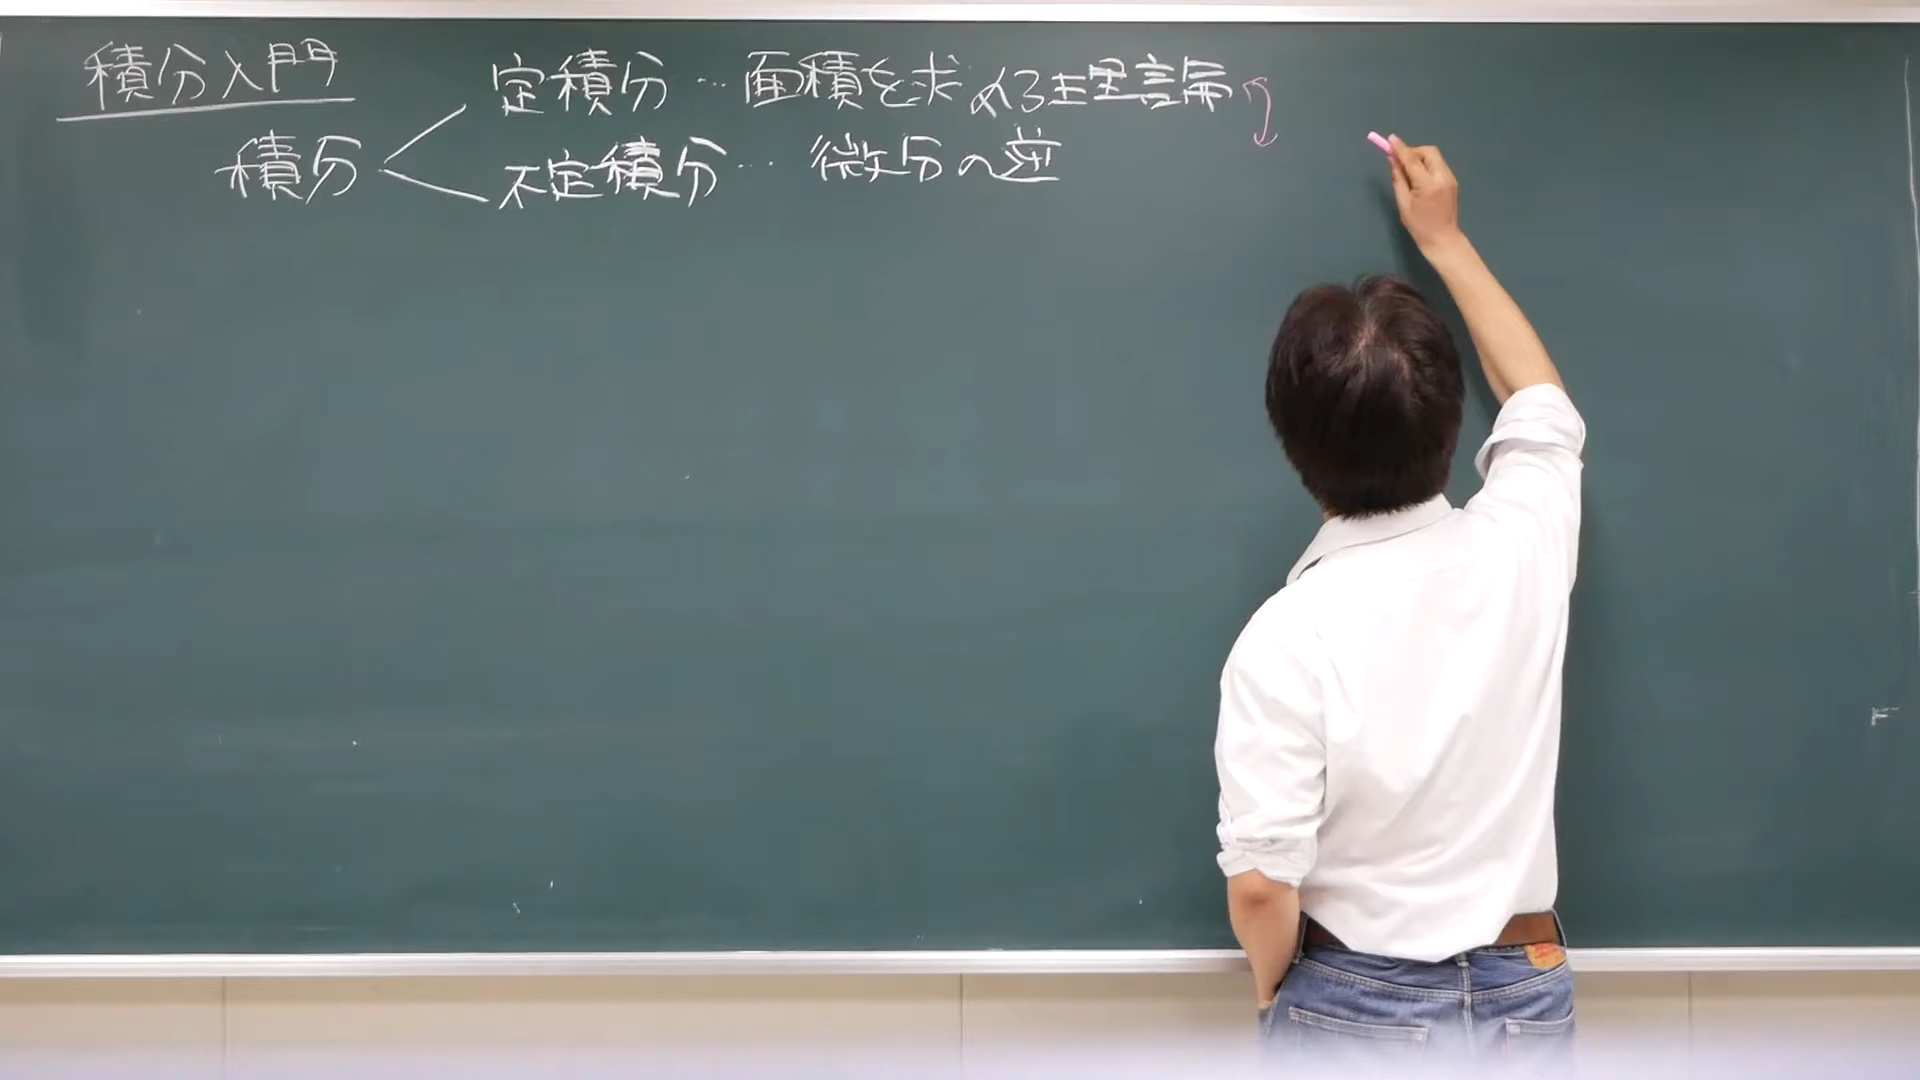 積分入門
積分
定積分…面積を求める理論
不定積分…微分の逆